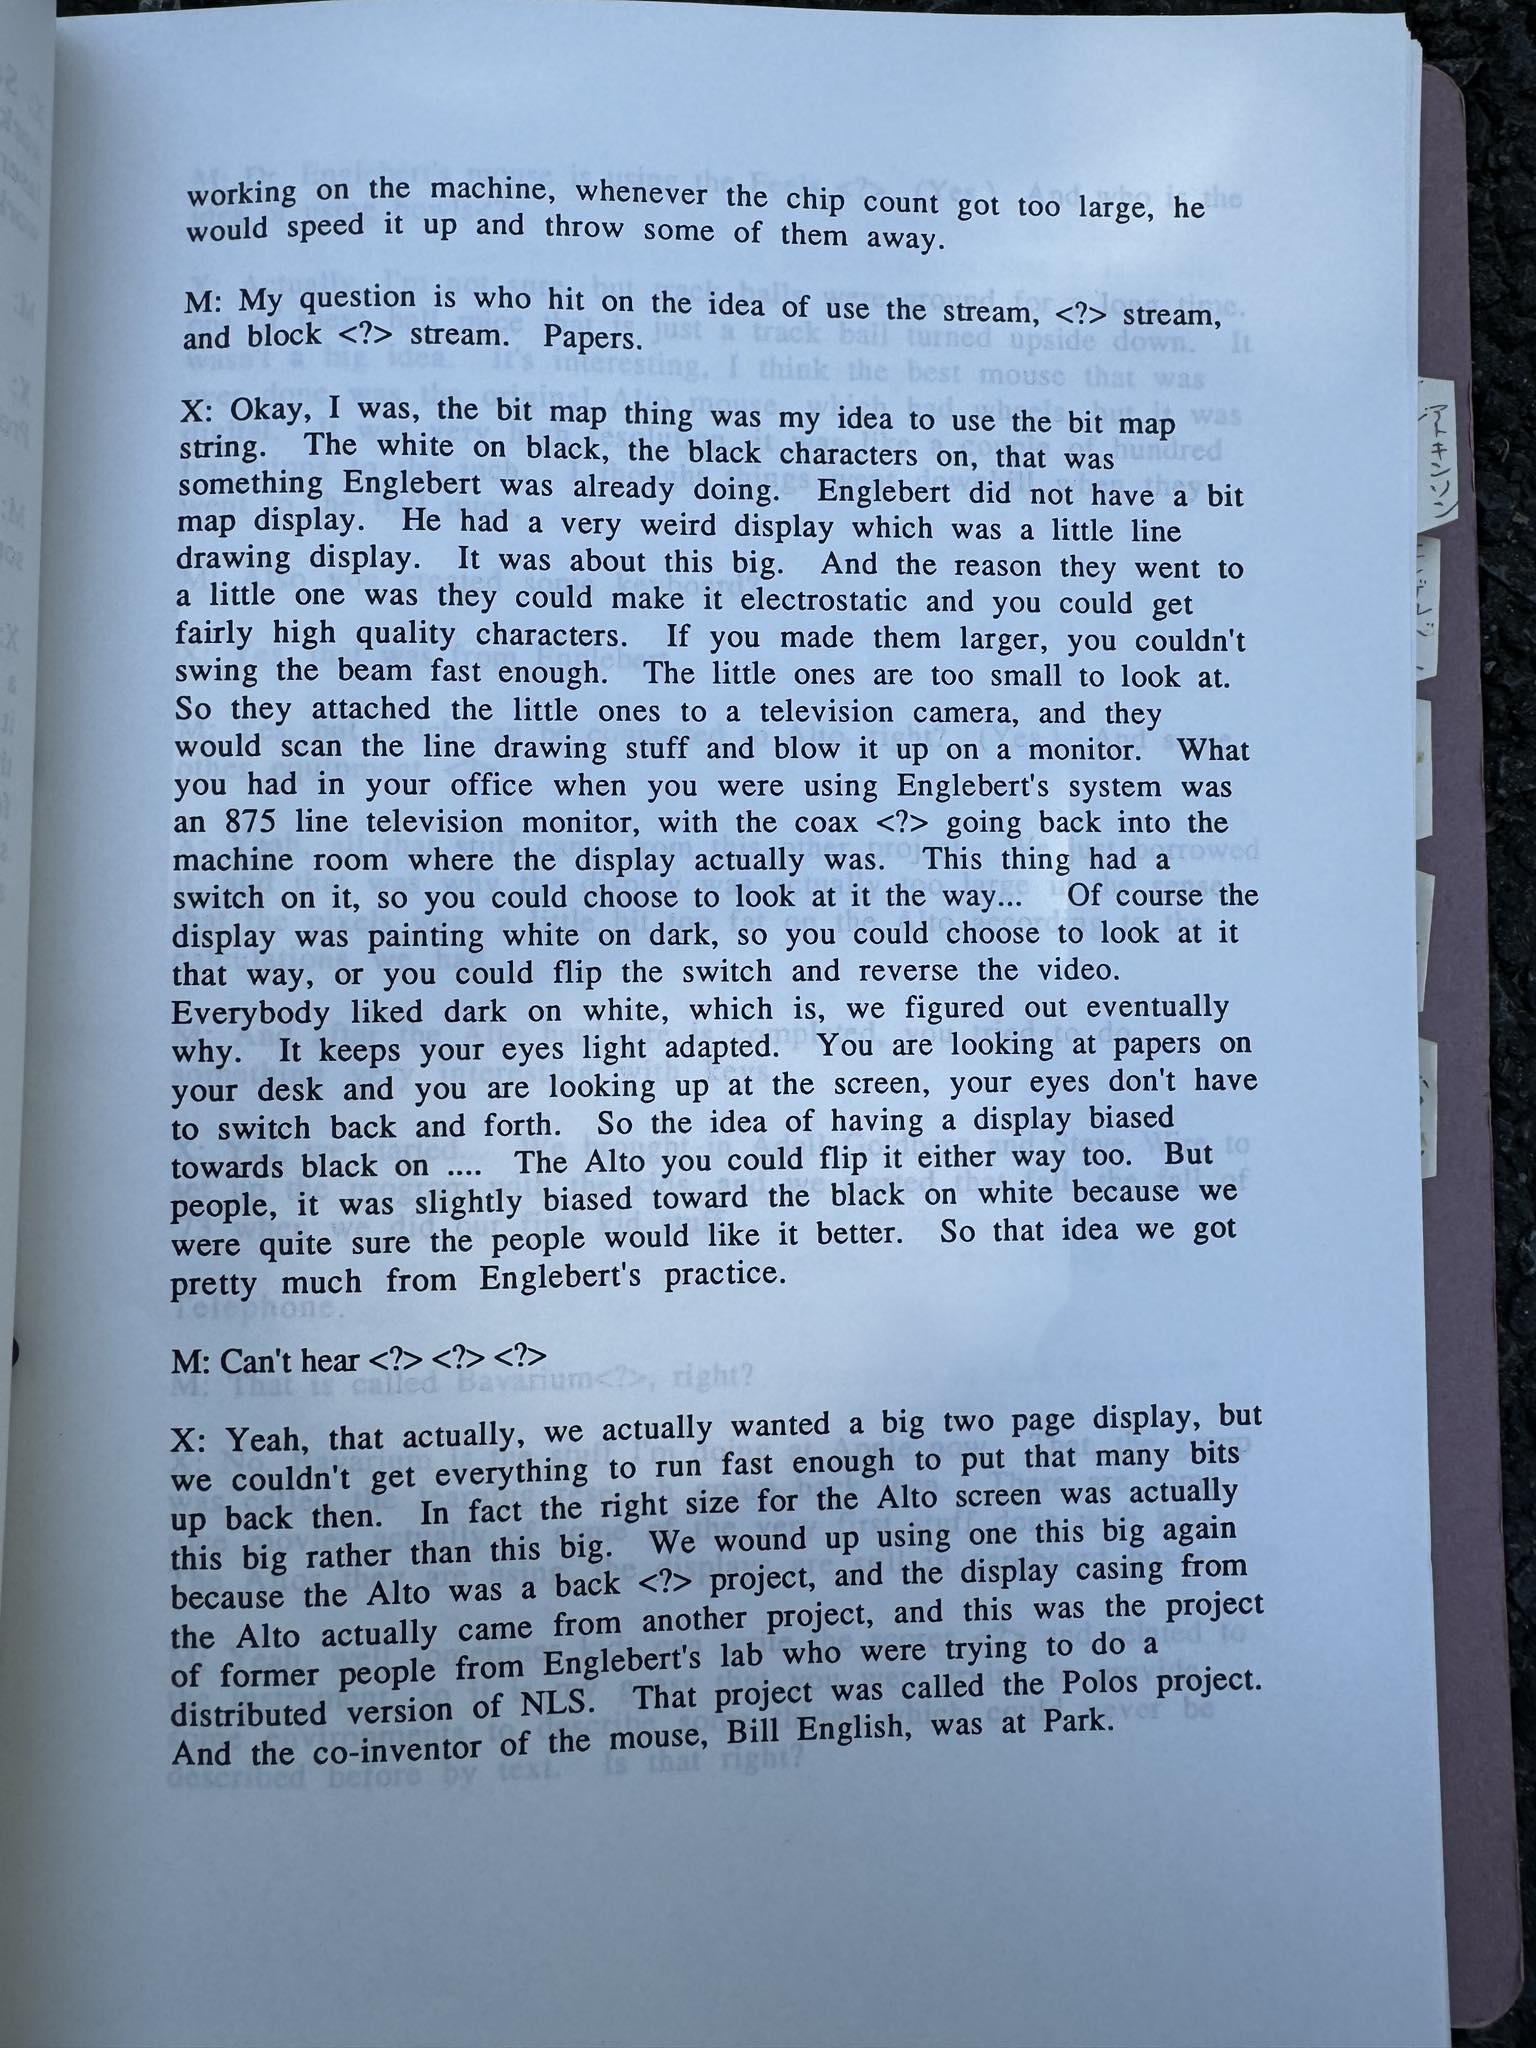 working on the machine, whenever the chip count got too large, he
would speed it up and throw some of them away.
M: My question is who hit on the idea of use the stream, <?> stream,
and block <?> stream. Papers.
X: Okay, I was, the bit map thing was my idea to use the bit map
string. The white on black, the black characters on, that was
something Englebert was already doing. Englebert did not have a bit
map display. He had a very weird display which was a little line
drawing display. It was about this big. And the reason they went to
a little one was they could make it electrostatic and you could get
fairly high quality characters. If you made them larger, you couldn't
swing the beam fast enough. The little ones are too small to look at.
So they attached the little ones to a television camera, and they
would scan the line drawing stuff and blow it up on a monitor. What
you had in your office when you were using Englebert's system was
an 875 line television monitor, with the coax <?> going back into the
machine room where the display actually was. This thing had a
switch on it, so you could choose to look at it the way... Of course the
display was painting white on dark, so you could choose to look at it
that way, or you could flip the switch and reverse the video.
Everybody liked dark on white, which is, we figured out eventually
why. It keeps your eyes light adapted. You are looking at papers on
your desk and you are looking up at the screen, your eyes don't have
to switch back and forth. So the idea of having a display biased
towards black on .... The Alto you could flip it either way too. But
people, it was slightly biased toward the black on white because we
were quite sure the people would like it better. So that idea we got
pretty much from Englebert's practice.
M: Can't hear <?> <?> <?>
X: Yeah, that actually, we actually wanted a big two page display, but
we couldn't get everything to run fast enough to put that many bits
up back then. In fact the right size for the Alto screen was actually
this big rather than this big. We wound up using one this big again
because the Alto was a back <?> project, and the display casing from
the Alto actually came from another project, and this was the project
of former people from Englebert's lab who were trying to do a
distributed version of NLS. That project was called the Polos project.
And the co-inventor of the mouse, Bill English, was at Park.